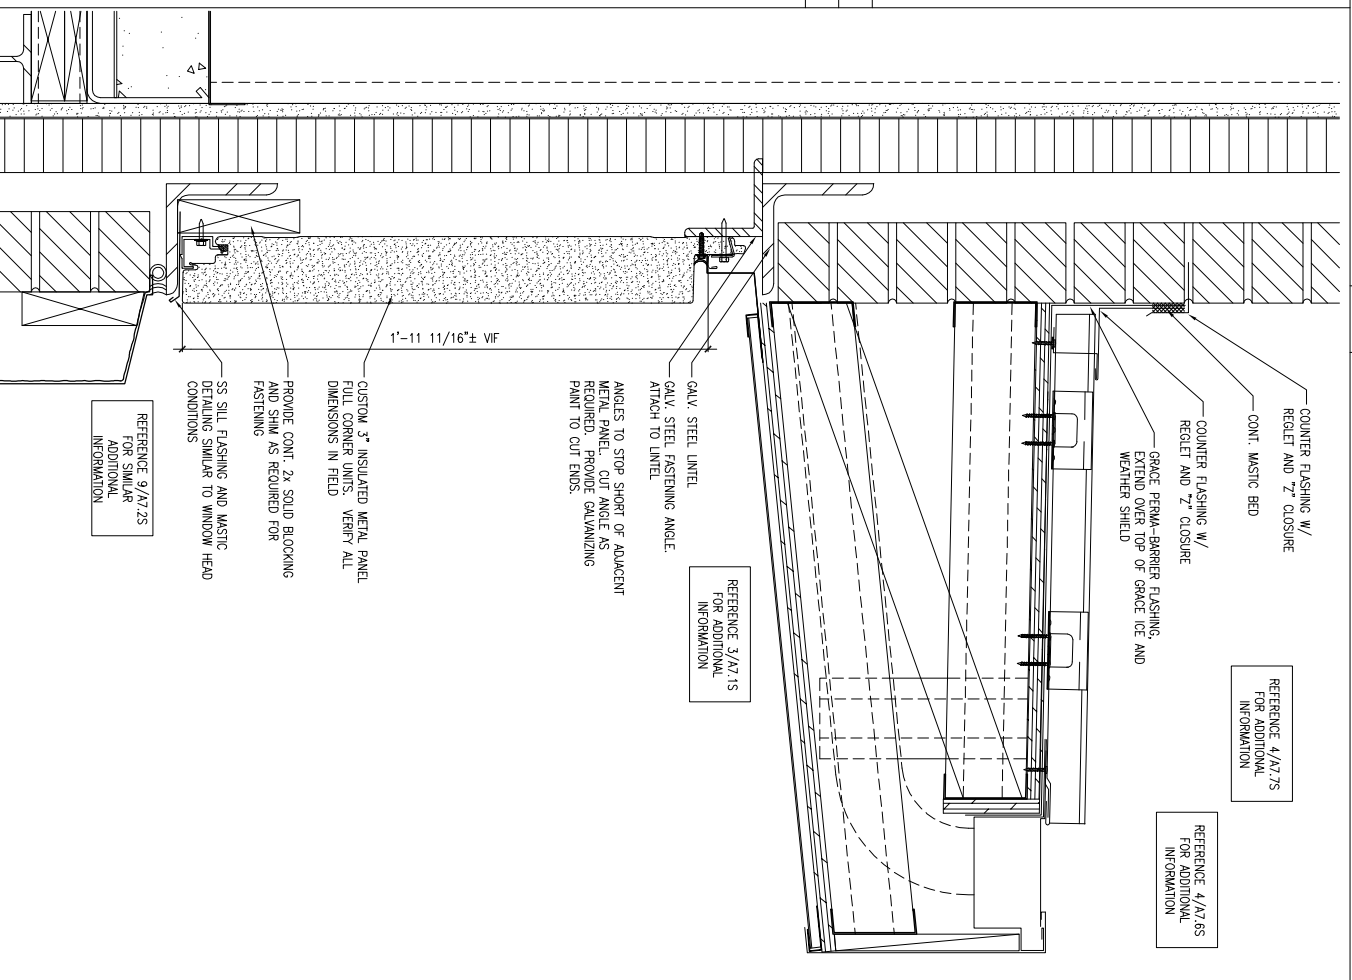 COUNTER FLASHING W/
REGLET AND "Z" CLOSURE
CONT. MASTIC BED
COUNTER FLASHING W/
REGLET AND "Z" CLOSURE
GRACE PERMA-BARRIER FLASHING,
EXTEND OVER TOP OF GRACE ICE AND
WEATHER SHIELD
REFERENCE 4/A7.7S
FOR ADDITIONAL
INFORMATION
REFERENCE 4/A7.6S
FOR ADDITIONAL
INFORMATION
REFERENCE 3/A7.1S
FOR ADDITIONAL
INFORMATION
GALV. STEEL LINTEL
GALV. STEEL FASTENING ANGLE.
ATTACH TO LINTEL
ANGLES TO STOP SHORT OF ADJACENT
METAL PANEL. CUT ANGLE AS
REQUIRED. PROVIDE GALVANIZING
PAINT TO CUT ENDS.
1'-11 11/16"± VIF
CUSTOM 3" INSULATED METAL PANEL
FULL CORNER UNITS. VERIFY ALL
DIMENSIONS IN FIELD
PROVIDE CONT. 2x SOLID BLOCKING
AND SHIM AS REQUIRED FOR
FASTENING
SS SILL FLASHING AND MASTIC
DETAILING SIMILAR TO WINDOW HEAD
CONDITIONS
REFERENCE 9/A7.2S
FOR SIMILAR
ADDITIONAL
INFORMATION